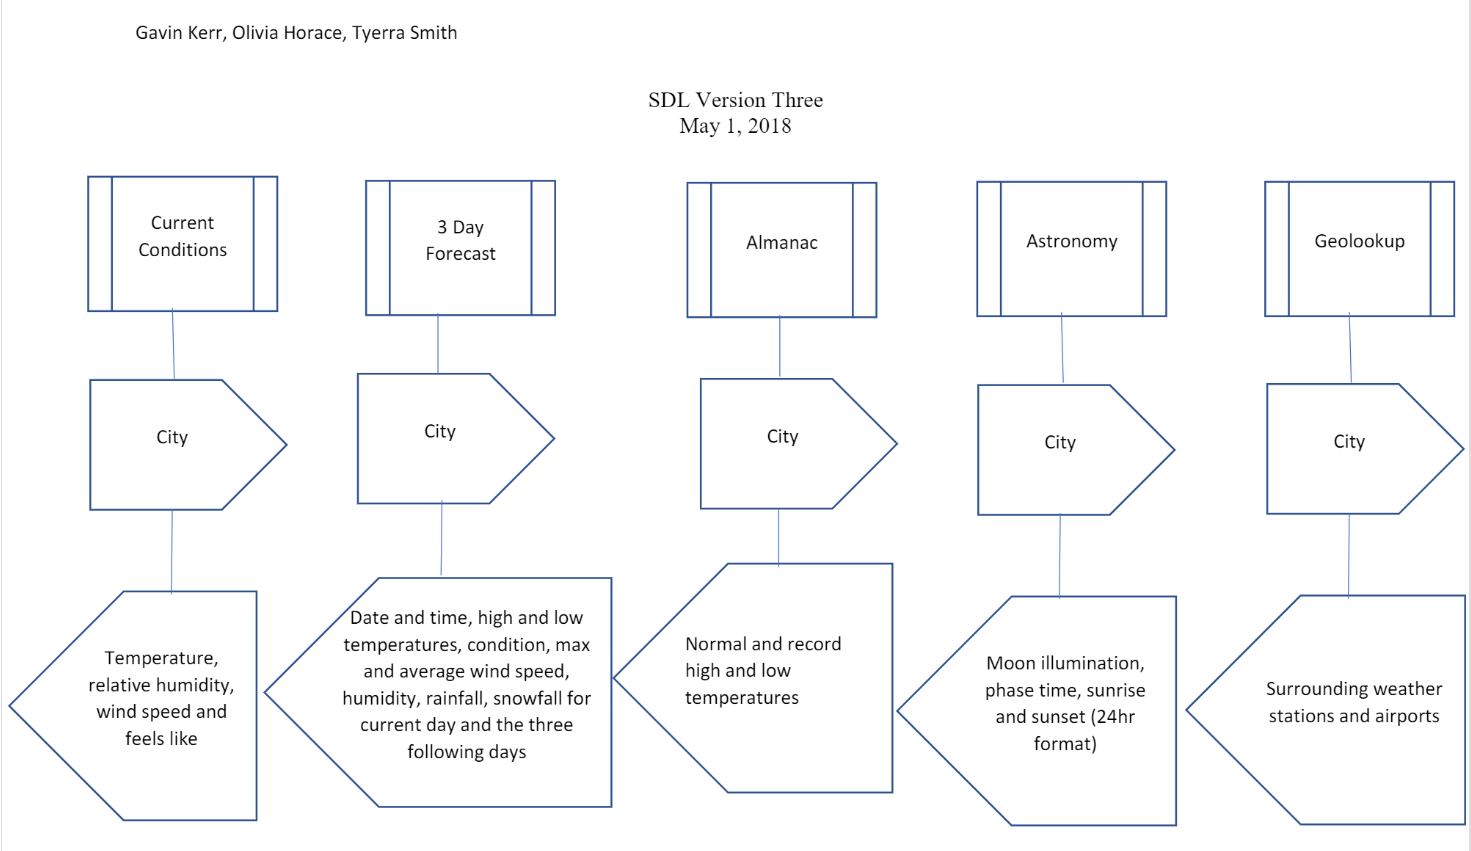 Gavin Kerr, Olivia Horace, Tyerra Smith
SDL Version Three
May 1, 2018
Current
Conditions
3 Day
Forecast
Almanac
Astronomy
Geolookup
City
City
City
City
City
Temperature,
relative humidity,
wind speed and
feels like
Date and time, high and low
temperatures, condition, max
and average wind speed,
humidity, rainfall, snowfall for
current day and the three
following days
Normal and record
high and low
temperatures
Moon illumination,
phase time, sunrise
and sunset (24hr
format)
Surrounding weather
stations and airports